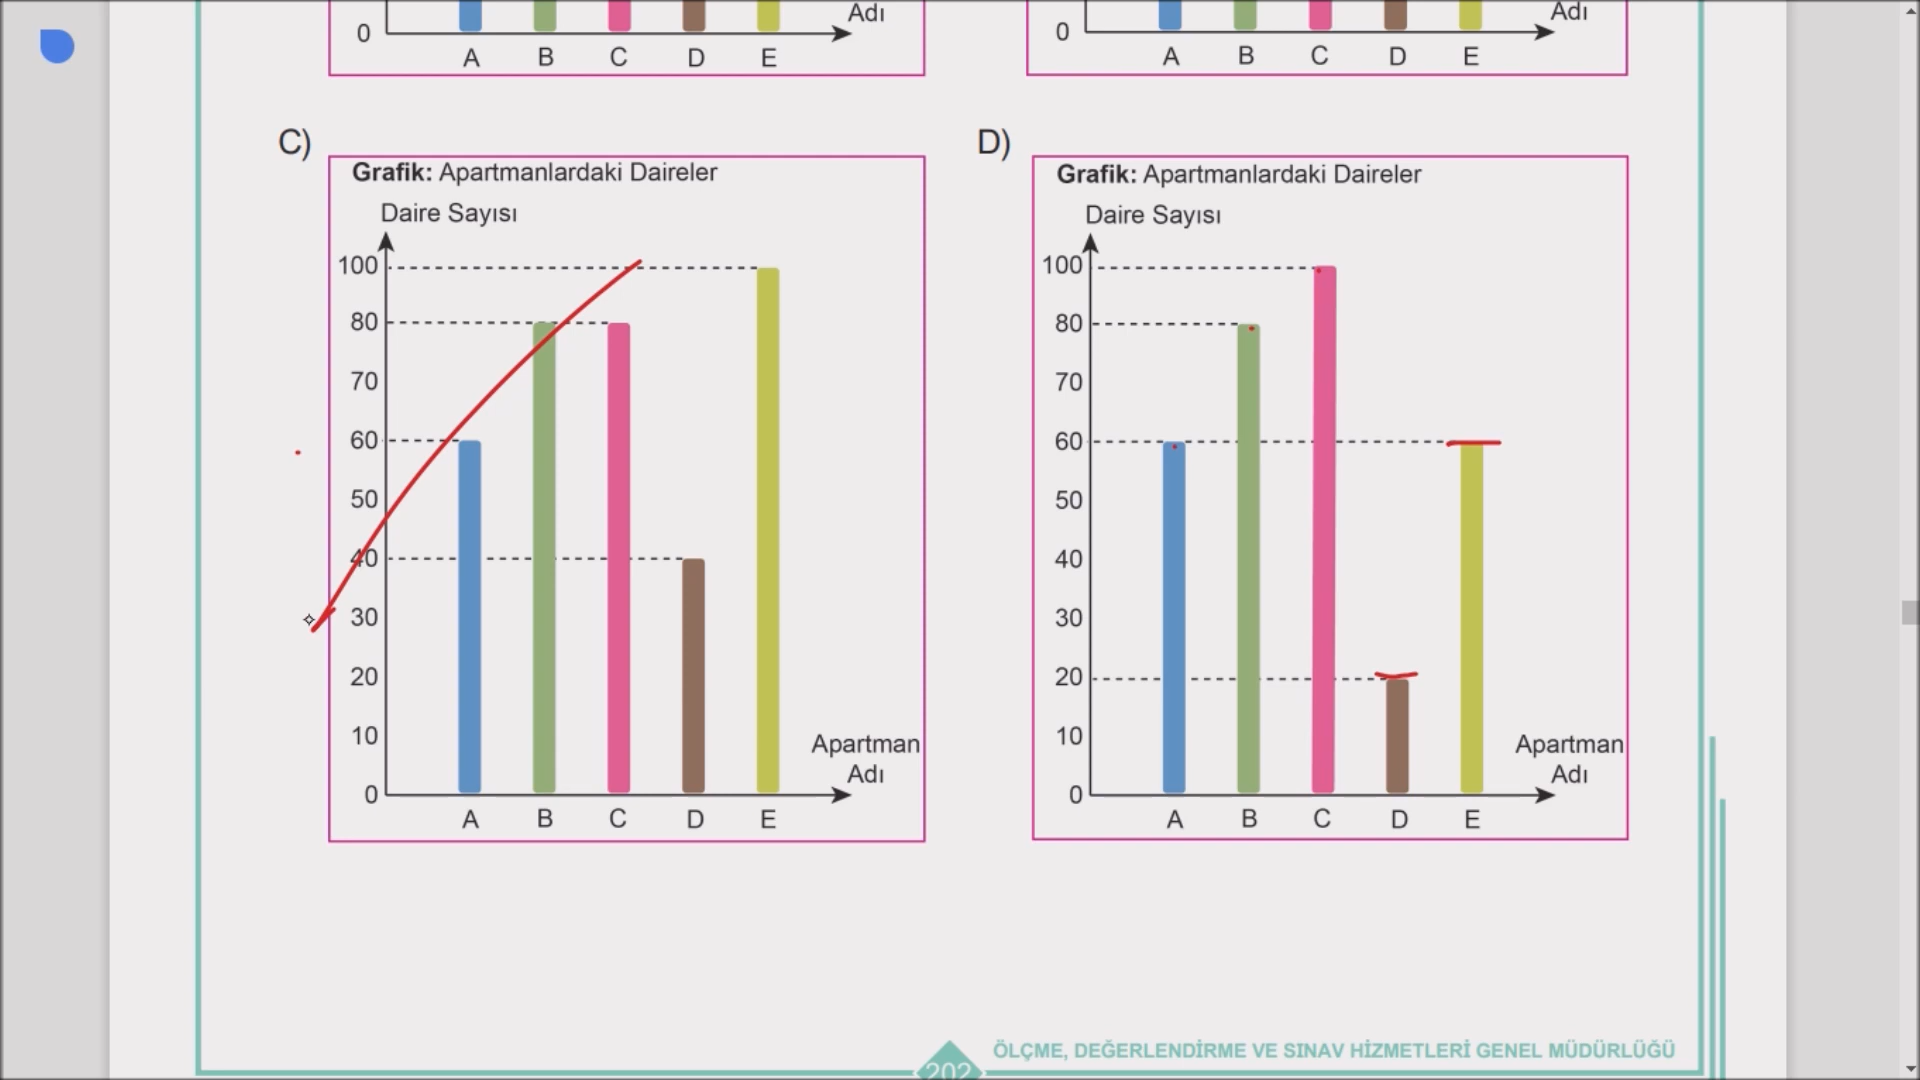 Adı
0
A B C D E
Adı
0
A B C D E
C)
Grafik: Apartmanlardaki Daireler
Daire Sayısı
100
80
70
60
50
40
30
20
10
0
Apartman
Adı
A B C D E
D)
Grafik: Apartmanlardaki Daireler
Daire Sayısı
100
80
70
60
50
40
30
20
10
0
Apartman
Adı
A B C D E
ÖLÇME, DEĞERLENDİRME VE SINAV HİZMETLERİ GENEL MÜDÜRLÜĞÜ
202